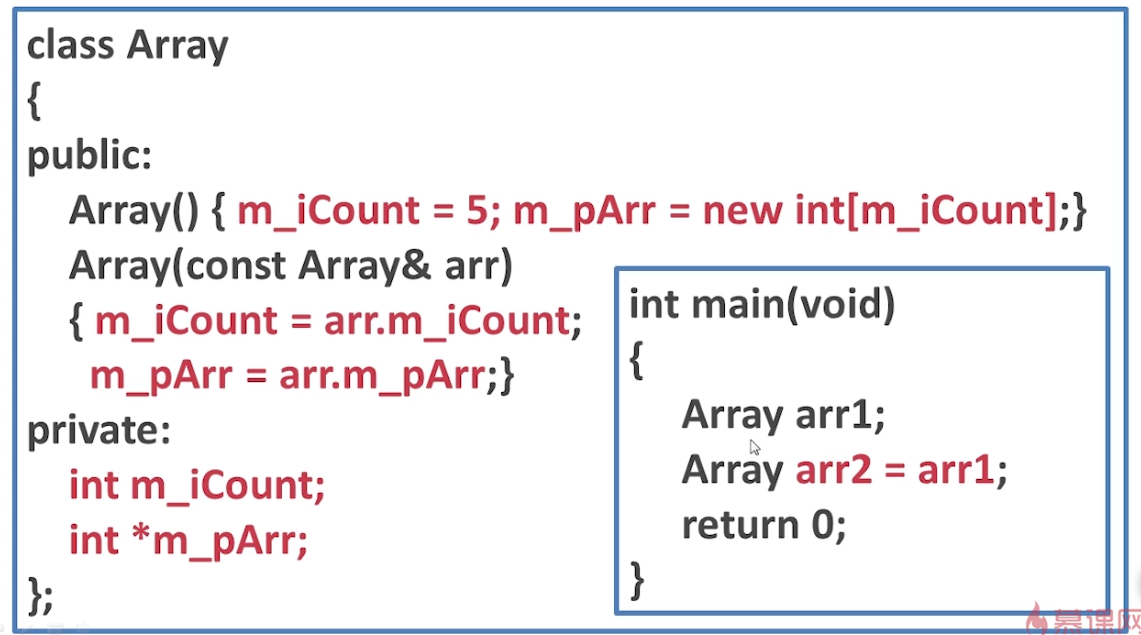 class Array
{
public:
Array() { m_iCount = 5; m_pArr = new int[m_iCount];}
Array(const Array& arr)
{ m_iCount = arr.m_iCount;
m_pArr = arr.m_pArr;}
private:
int m_iCount;
int *m_pArr;
};
int main(void)
{
Array arr1;
Array arr2 = arr1;
return 0;
}
慕课网